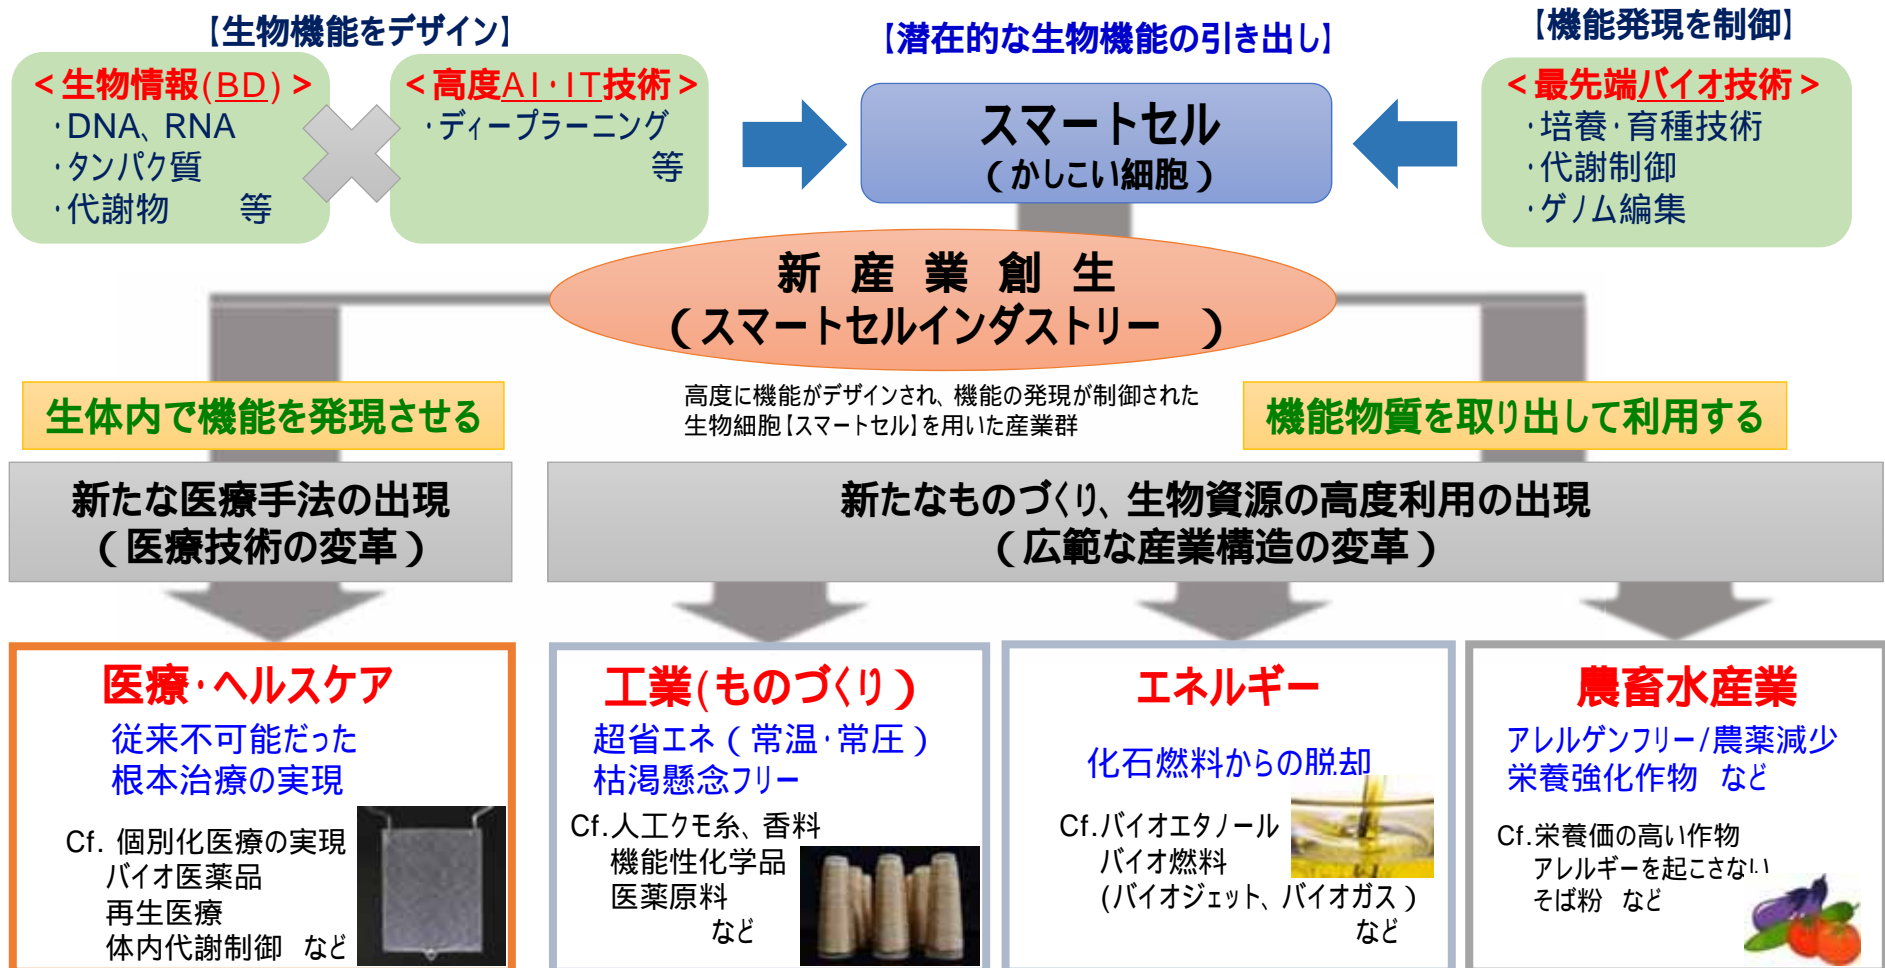 【生物機能をデザイン】
<生物情報(BD)>
・DNA、RNA
・タンパク質
・代謝物 等
<高度AI・IT技術>
・ディープラーニング
等
【潜在的な生物機能の引き出し】
スマートセル
(かしこい細胞)
【機能発現を制御】
<最先端バイオ技術>
・培養・育種技術
・代謝制御
・ゲノム編集
新産業創生
(スマートセルインダストリー )
高度に機能がデザインされ、機能の発現が制御された
生物細胞【スマートセル】を用いた産業群
生体内で機能を発現させる
機能物質を取り出して利用する
新たな医療手法の出現
(医療技術の変革)
新たなものづくり、生物資源の高度利用の出現
(広範な産業構造の変革)
医療・ヘルスケア
従来不可能だった
根本治療の実現
Cf. 個別化医療の実現
バイオ医薬品
再生医療
体内代謝制御 など
工業(ものづくり)
超省エネ(常温・常圧)
枯渇懸念フリー
Cf.人工クモ糸、香料
機能性化学品
医薬原料
など
エネルギー
化石燃料からの脱却
Cf.バイオエタノール
バイオ燃料
(バイオジェット、バイオガス)
など
農畜水産業
アレルゲンフリー/農薬減少
栄養強化作物 など
Cf.栄養価の高い作物
アレルギーを起こさない
そば粉 など